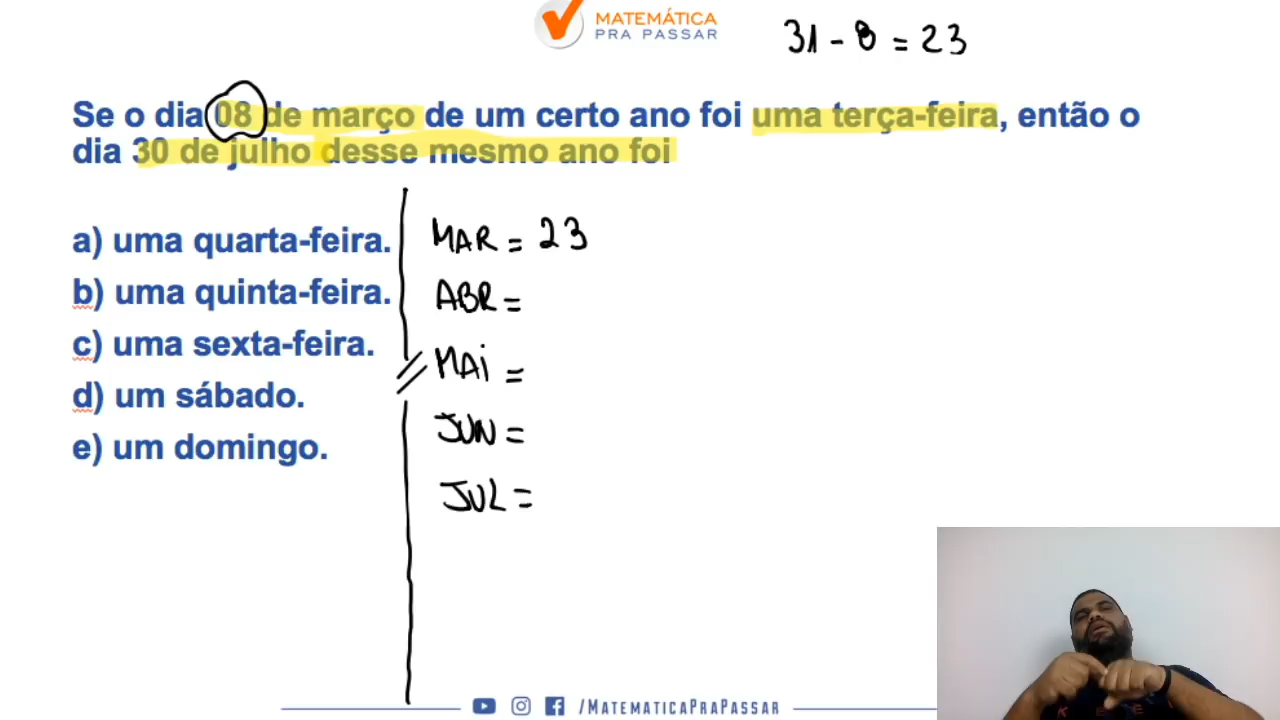 MATEMÁTICA
PRA PASSAR
31 - 8 = 23
Se o dia 08 de março de um certo ano foi uma terça-feira, então o
dia 30 de julho desse mesmo ano foi
a) uma quarta-feira.
b) uma quinta-feira.
c) uma sexta-feira.
d) um sábado.
e) um domingo.
MAR = 23
ABR =
MAI =
JUN =
JUL =
/MATEMATICAPRAPASSAR